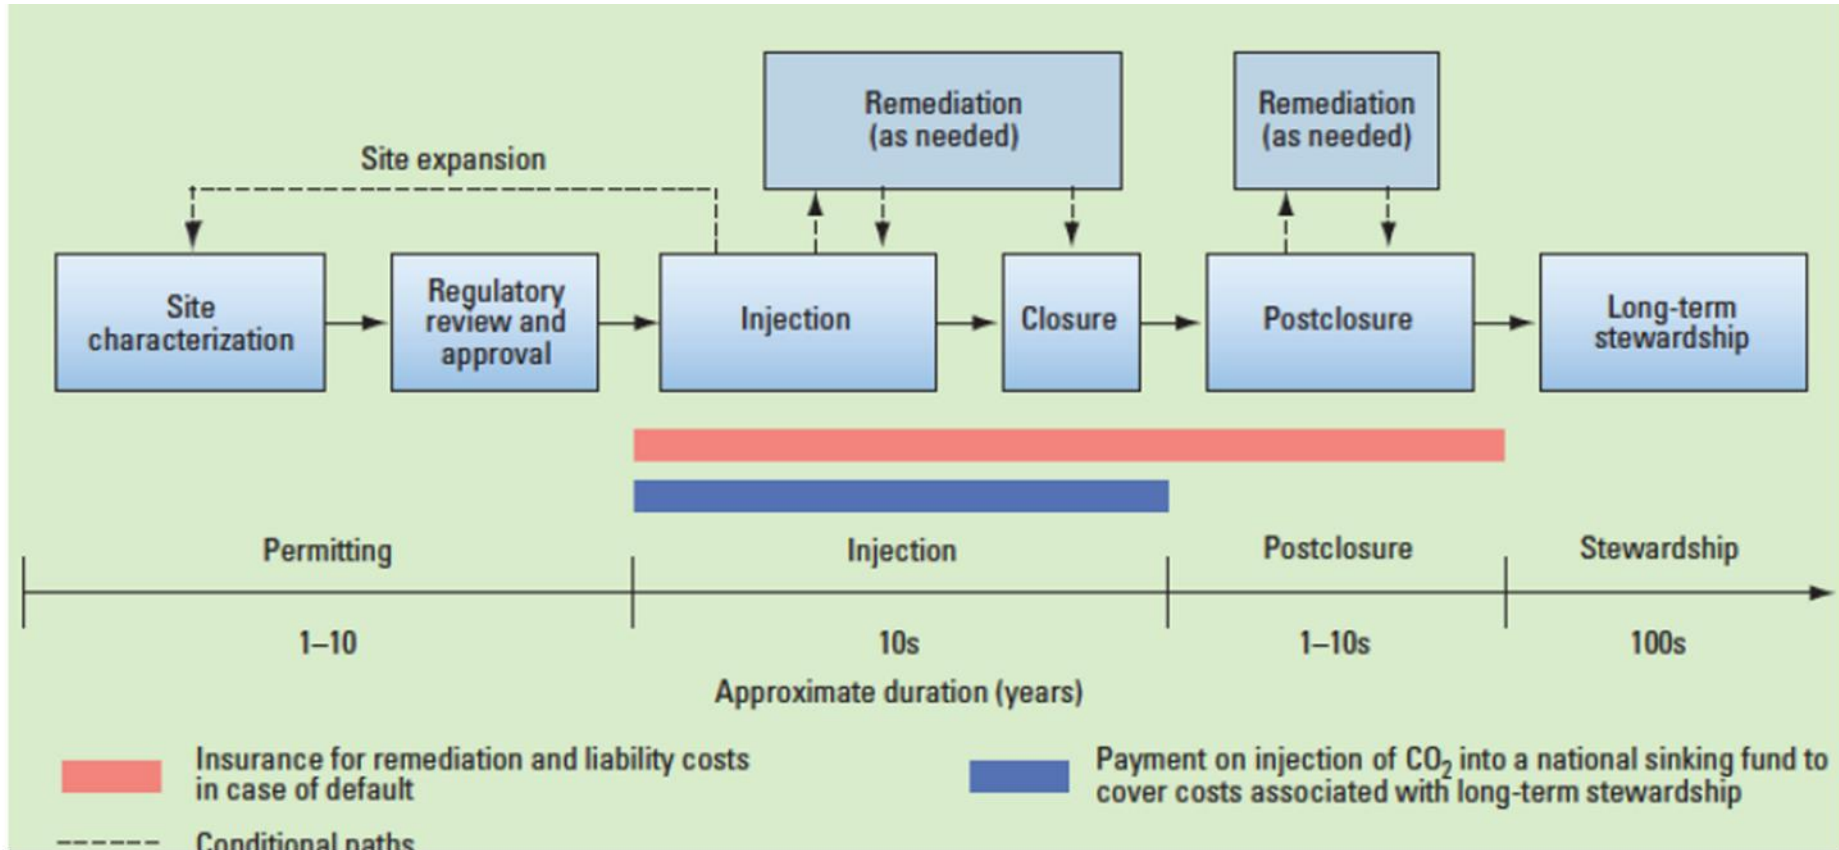 Remediation
(as needed)
Remediation
(as needed)
Site expansion
Site
characterization
Regulatory
review and
approval
Injection
Closure
Postclosure
Long-term
stewardship
Permitting
Injection
Postclosure
Stewardship
1–10
10s
1–10s
100s
Approximate duration (years)
Insurance for remediation and liability costs
in case of default
Payment on injection of CO₂ into a national sinking fund to
cover costs associated with long-term stewardship
Conditional paths